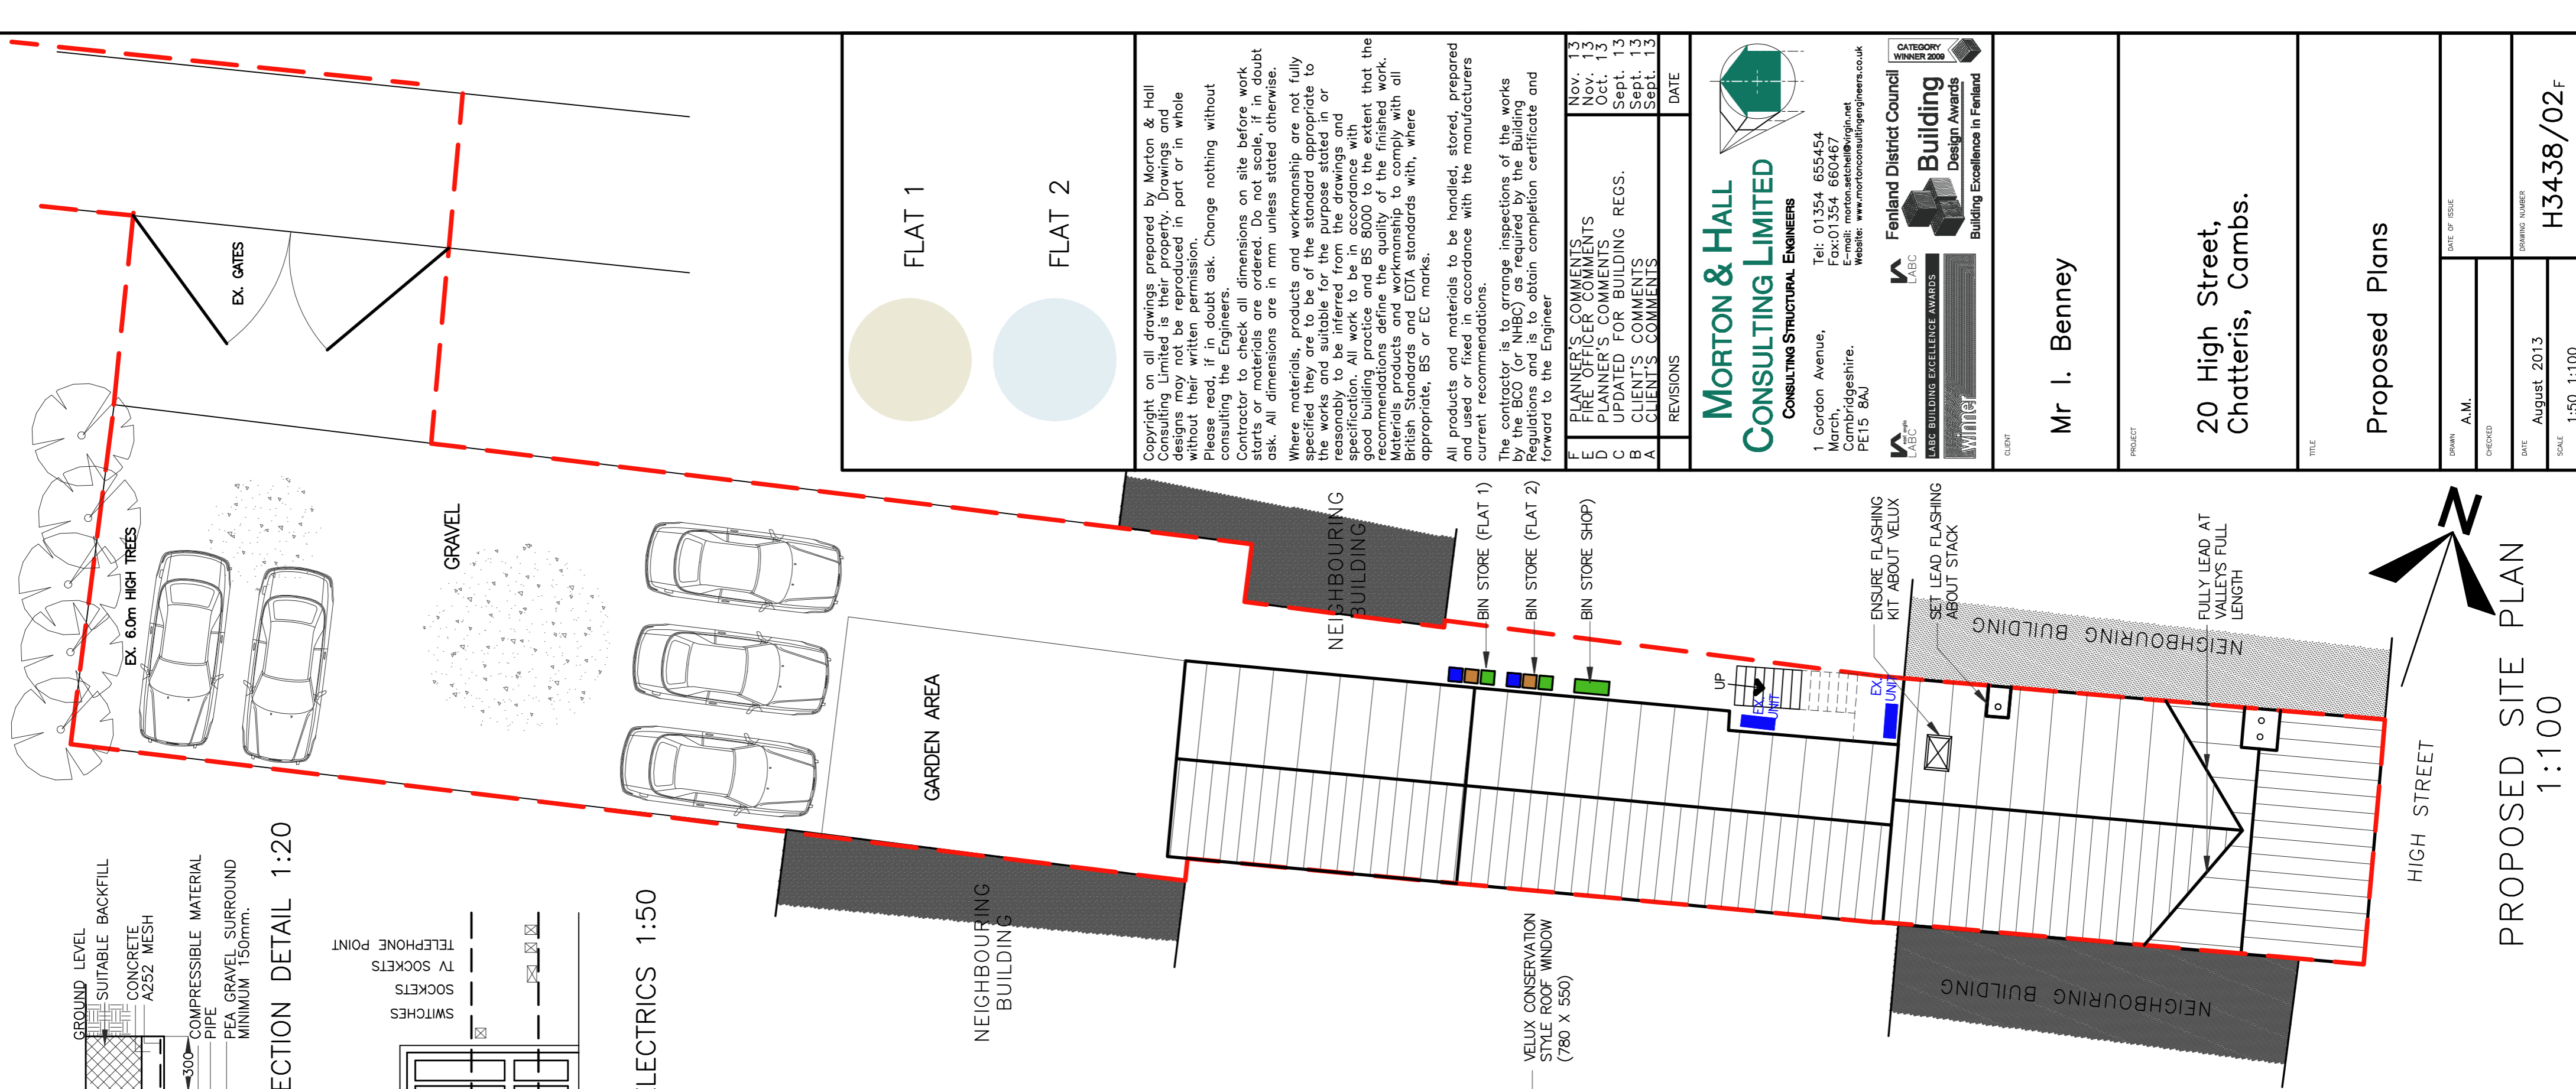 EX. GATES
EX. 6.0m HIGH TREES
GRAVEL
GARDEN AREA
FLAT 1
FLAT 2
Copyright on all drawings prepared by Morton & Hall
Consulting Limited is their property. Drawings and
designs may not be reproduced in part or in whole
without their written permission.
Please read, if in doubt ask. Change nothing without
consulting the Engineers.
Contractor to check all dimensions on site before work
starts or materials are ordered. Do not scale, if in doubt
ask. All dimensions are in mm unless stated otherwise.
Where materials, products and workmanship are not fully
specified they are to be of the standard appropriate to
the works and suitable for the purpose stated in or
reasonably to be inferred from the drawings and
specification. All work to be in accordance with
good building practice and BS 8000 to the extent that the
recommendations define the quality of the finished work.
Materials products and workmanship to comply with all
British Standards and EOTA standards with, where
appropriate, BS or EC marks.
All products and materials to be handled, stored, prepared
and used or fixed in accordance with the manufacturers
current recommendations.
The contractor is to arrange inspections of the works
by the BCO (or NHBC) as required by the Building
Regulations and is to obtain completion certificate and
forward to the Engineer
F PLANNER'S COMMENTS Nov. 13
E FIRE OFFICER COMMENTS Nov. 13
D PLANNER'S COMMENTS Oct. 13
C UPDATED FOR BUILDING REGS. Sept. 13
B CLIENT'S COMMENTS Sept. 13
A CLIENT'S COMMENTS Sept. 13
REVISIONS DATE
MORTON & HALL
CONSULTING LIMITED
CONSULTING STRUCTURAL ENGINEERS
1 Gordon Avenue,
March,
Cambridgeshire.
PE15 8AJ
Tel: 01354 655454
Fax:01354 660467
E-mail: morton.setchell@virgin.net
Website: www.mortonconsultingengineers.co.uk
LABC
LABC
LABC BUILDING EXCELLENCE AWARDS
Winner
Fenland District Council
CATEGORY
WINNER 2009
Building
Design Awards
Building Excellence in Fenland
CLIENT
Mr I. Benney
PROJECT
20 High Street,
Chatteris, Cambs.
TITLE
Proposed Plans
DRAWN
A.M.
CHECKED
DATE
August 2013
SCALE
1:50 1:100
DATE OF ISSUE
DRAWING NUMBER
H3438/02F
NEIGHBOURING
BUILDING
BIN STORE (FLAT 1)
BIN STORE (FLAT 2)
BIN STORE SHOP)
UP
EX.
UNIT
EX.
UNIT
ENSURE FLASHING
KIT ABOUT VELUX
SET LEAD FLASHING
ABOUT STACK
FULLY LEAD AT
VALLEYS FULL
LENGTH
NEIGHBOURING BUILDING
N
HIGH STREET
PROPOSED SITE PLAN
1:100
NEIGHBOURING
BUILDING
NEIGHBOURING BUILDING
VELUX CONSERVATION
STYLE ROOF WINDOW
(780 X 550)
GROUND LEVEL
SUITABLE BACKFILL
CONCRETE
A252 MESH
COMPRESSIBLE MATERIAL
PIPE
PEA GRAVEL SURROUND
MINIMUM 150mm.
300
ECTION DETAIL 1:20
TELEPHONE POINT
TV SOCKETS
SOCKETS
SWITCHES
LECTRICS 1:50